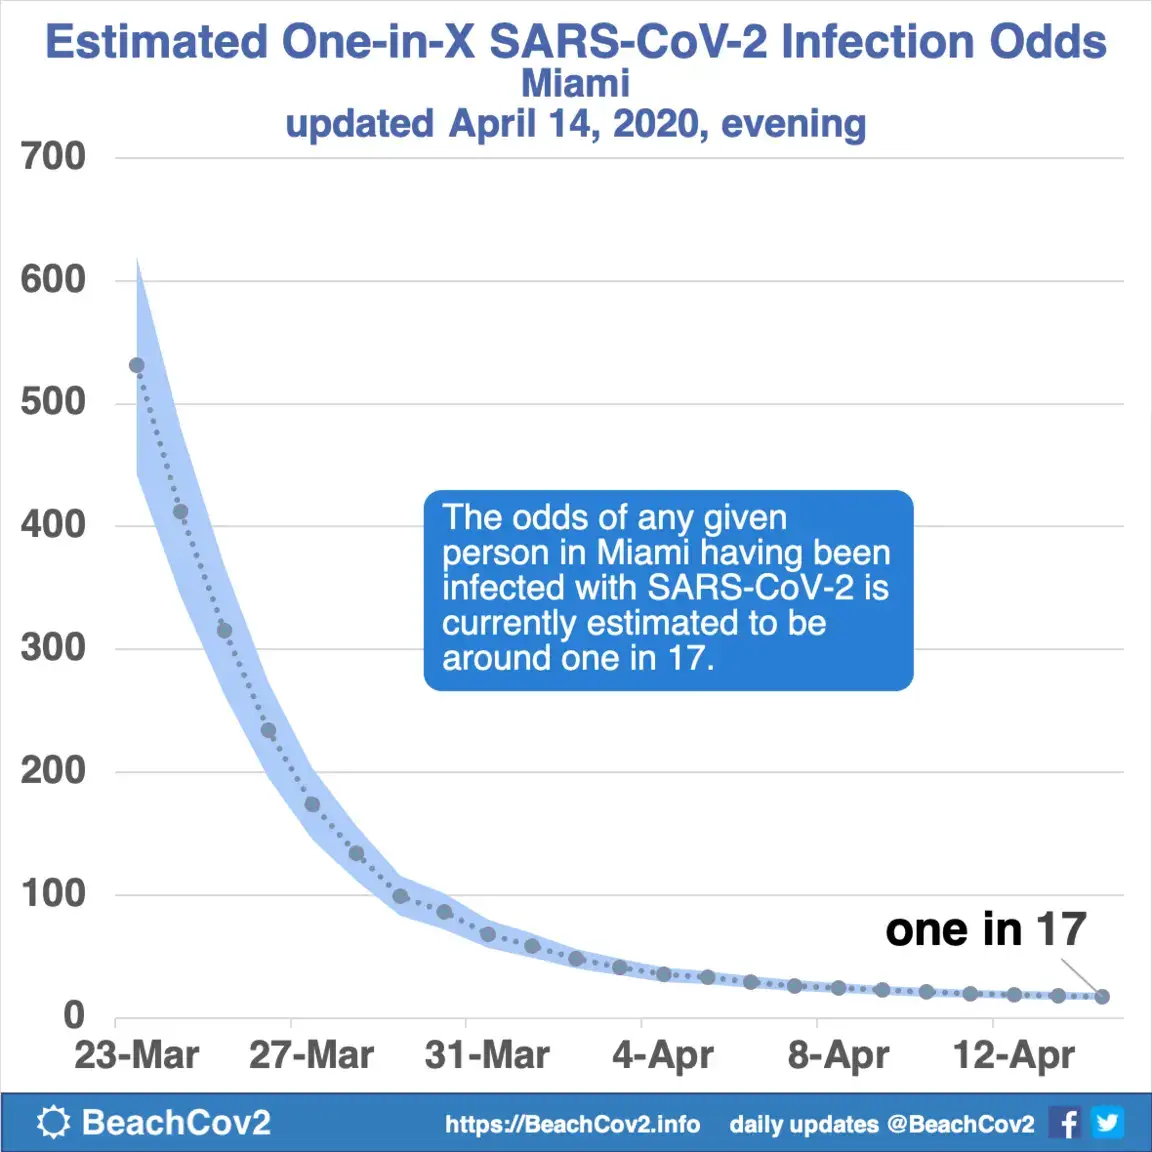 Estimated One-in-X SARS-CoV-2 Infection Odds
Miami
updated April 14, 2020, evening
700
600
500
400
300
200
100
0
The odds of any given
person in Miami having been
infected with SARS-CoV-2 is
currently estimated to be
around one in 17.
one in 17
23-Mar 27-Mar 31-Mar 4-Apr 8-Apr 12-Apr
BeachCov2 https://BeachCov2.info daily updates @BeachCov2